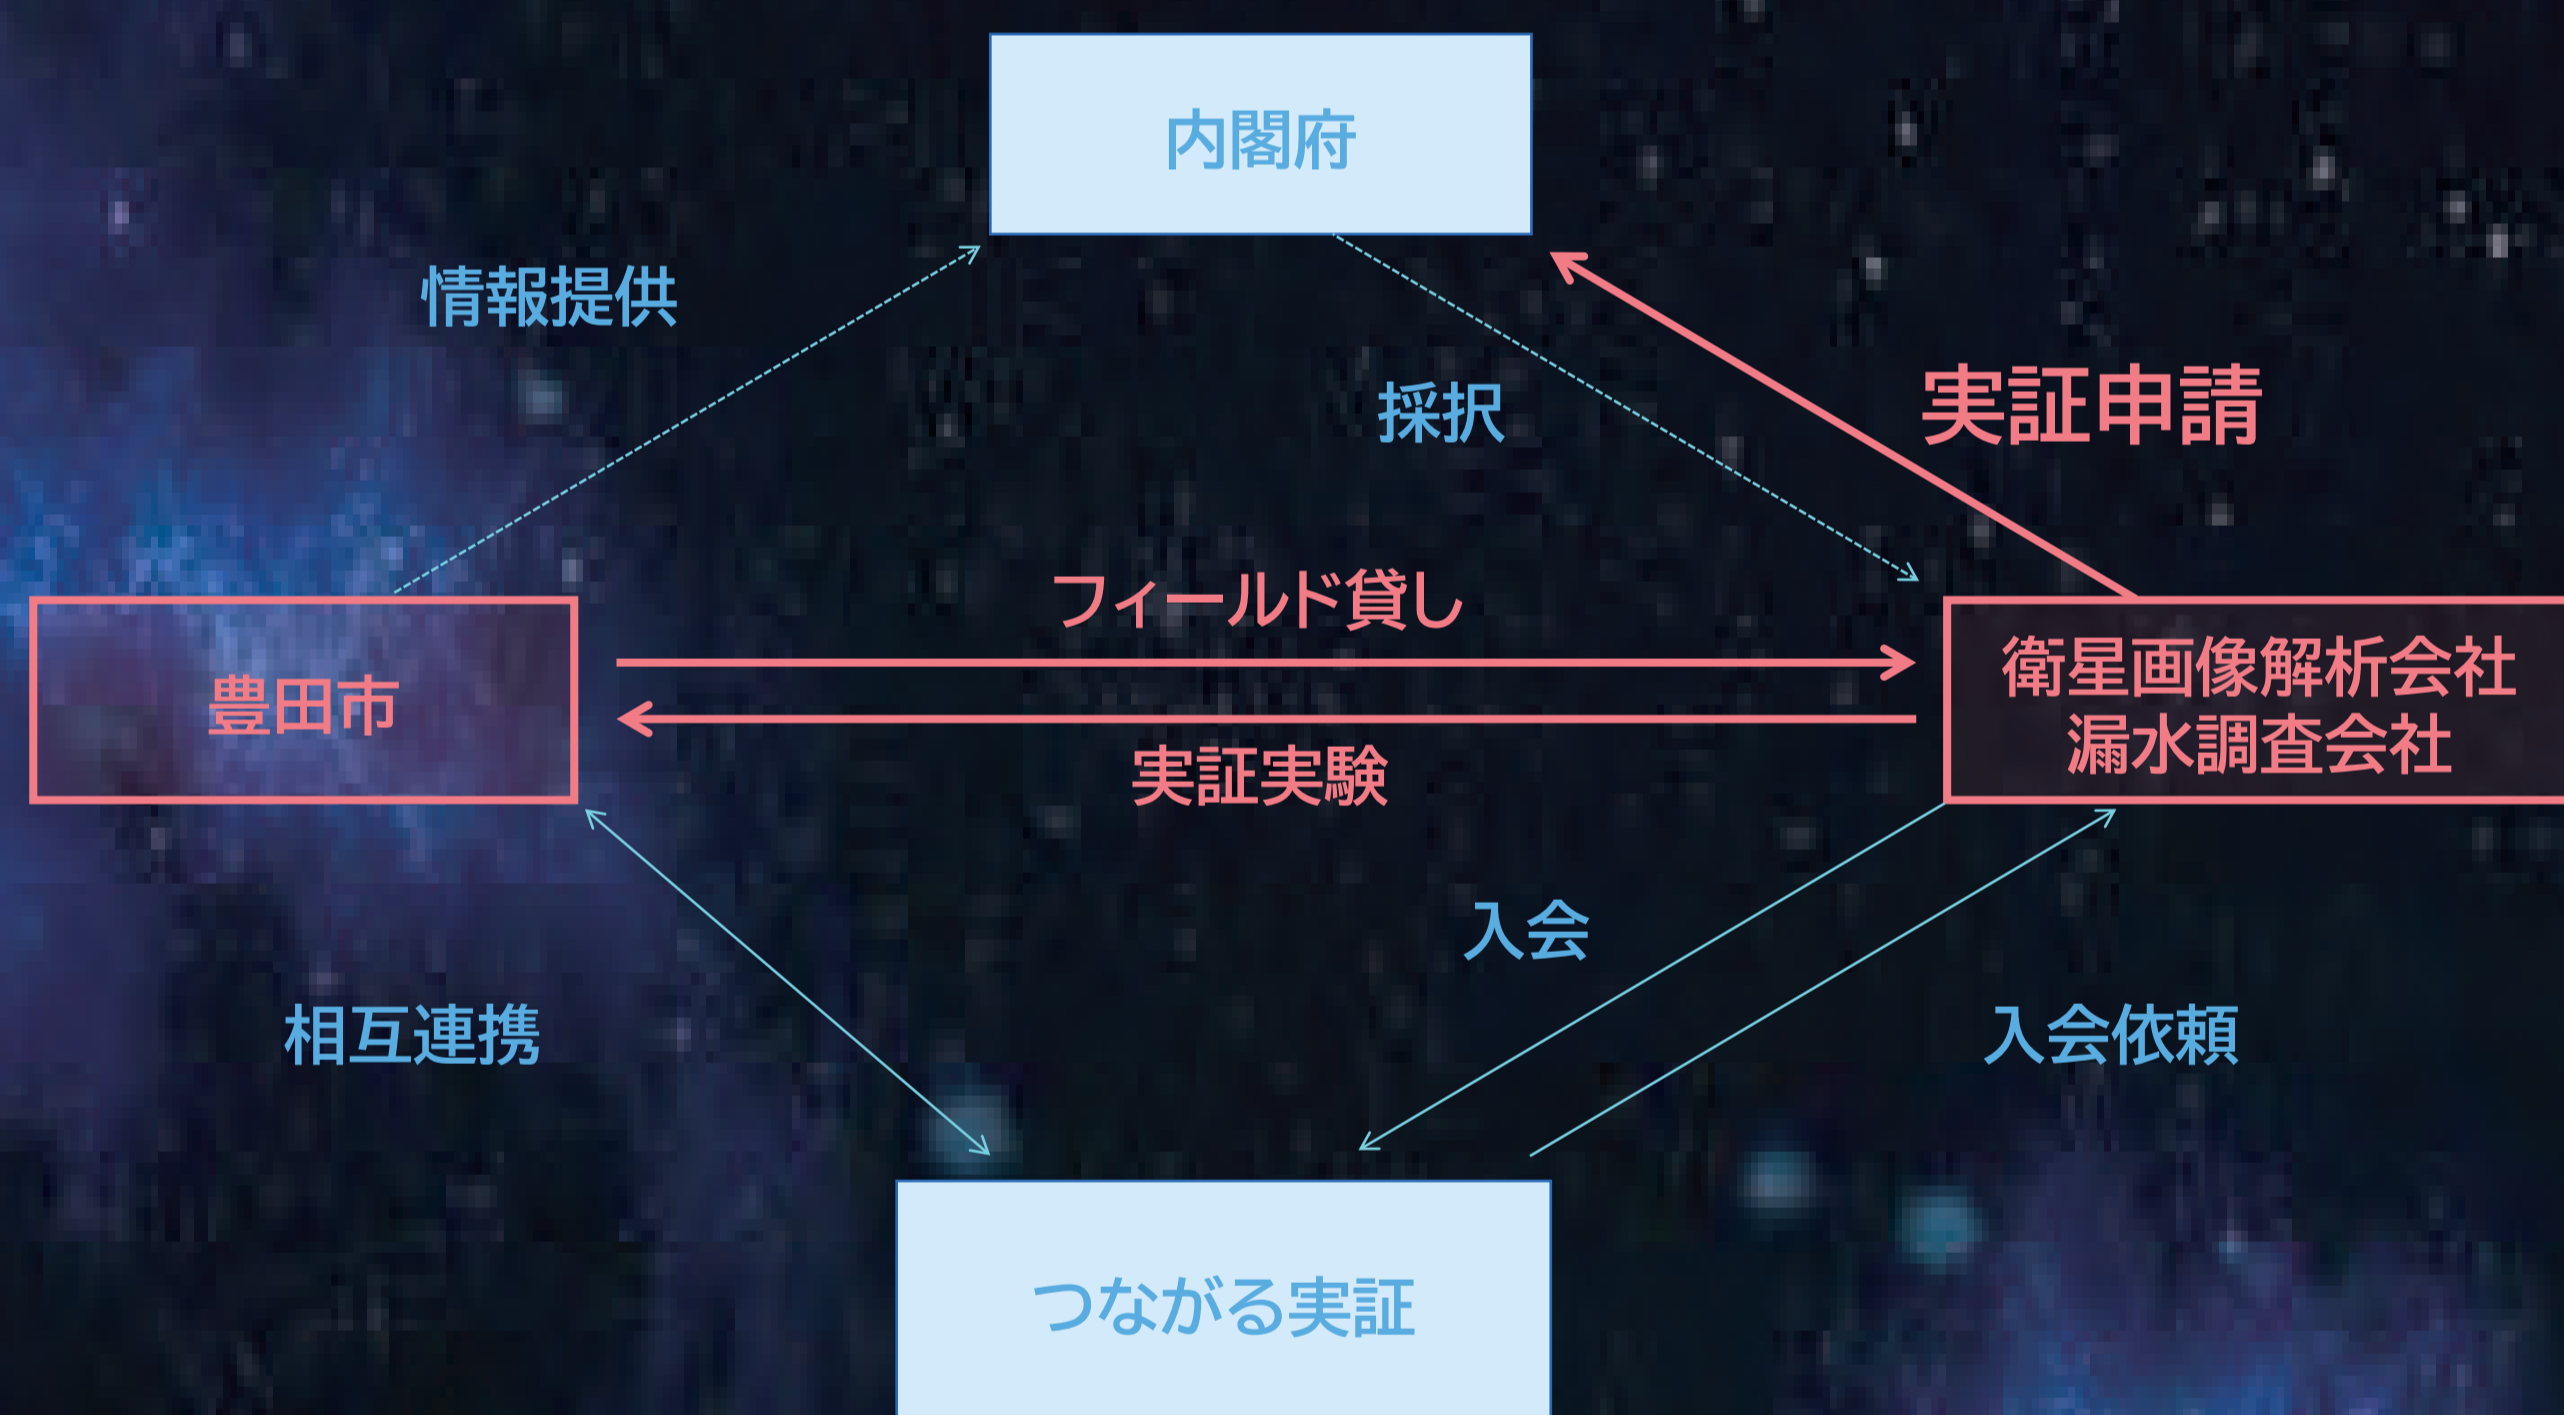 内閣府
情報提供
採択
実証申請
フィールド貸し
豊田市
衛星画像解析会社
漏水調査会社
実証実験
入会
相互連携
入会依頼
つながる実証